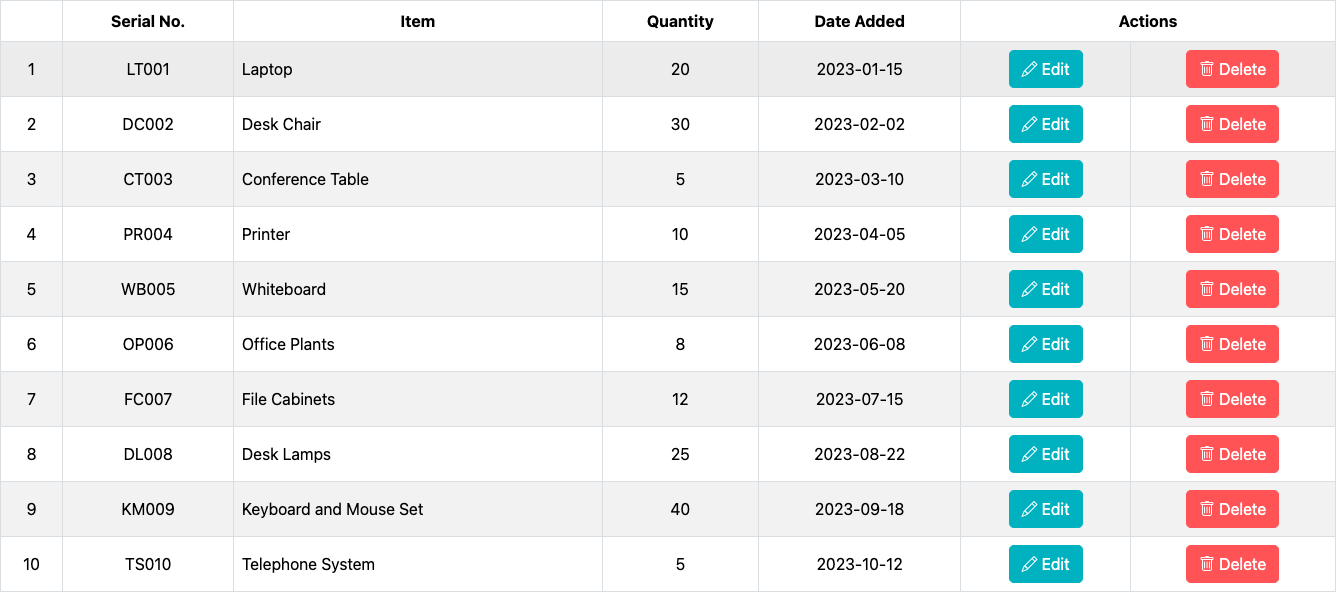 Serial No. Item Quantity Date Added Actions
1 LT001 Laptop 20 2023-01-15 Edit Delete
2 DC002 Desk Chair 30 2023-02-02 Edit Delete
3 CT003 Conference Table 5 2023-03-10 Edit Delete
4 PR004 Printer 10 2023-04-05 Edit Delete
5 WB005 Whiteboard 15 2023-05-20 Edit Delete
6 OP006 Office Plants 8 2023-06-08 Edit Delete
7 FC007 File Cabinets 12 2023-07-15 Edit Delete
8 DL008 Desk Lamps 25 2023-08-22 Edit Delete
9 KM009 Keyboard and Mouse Set 40 2023-09-18 Edit Delete
10 TS010 Telephone System 5 2023-10-12 Edit Delete